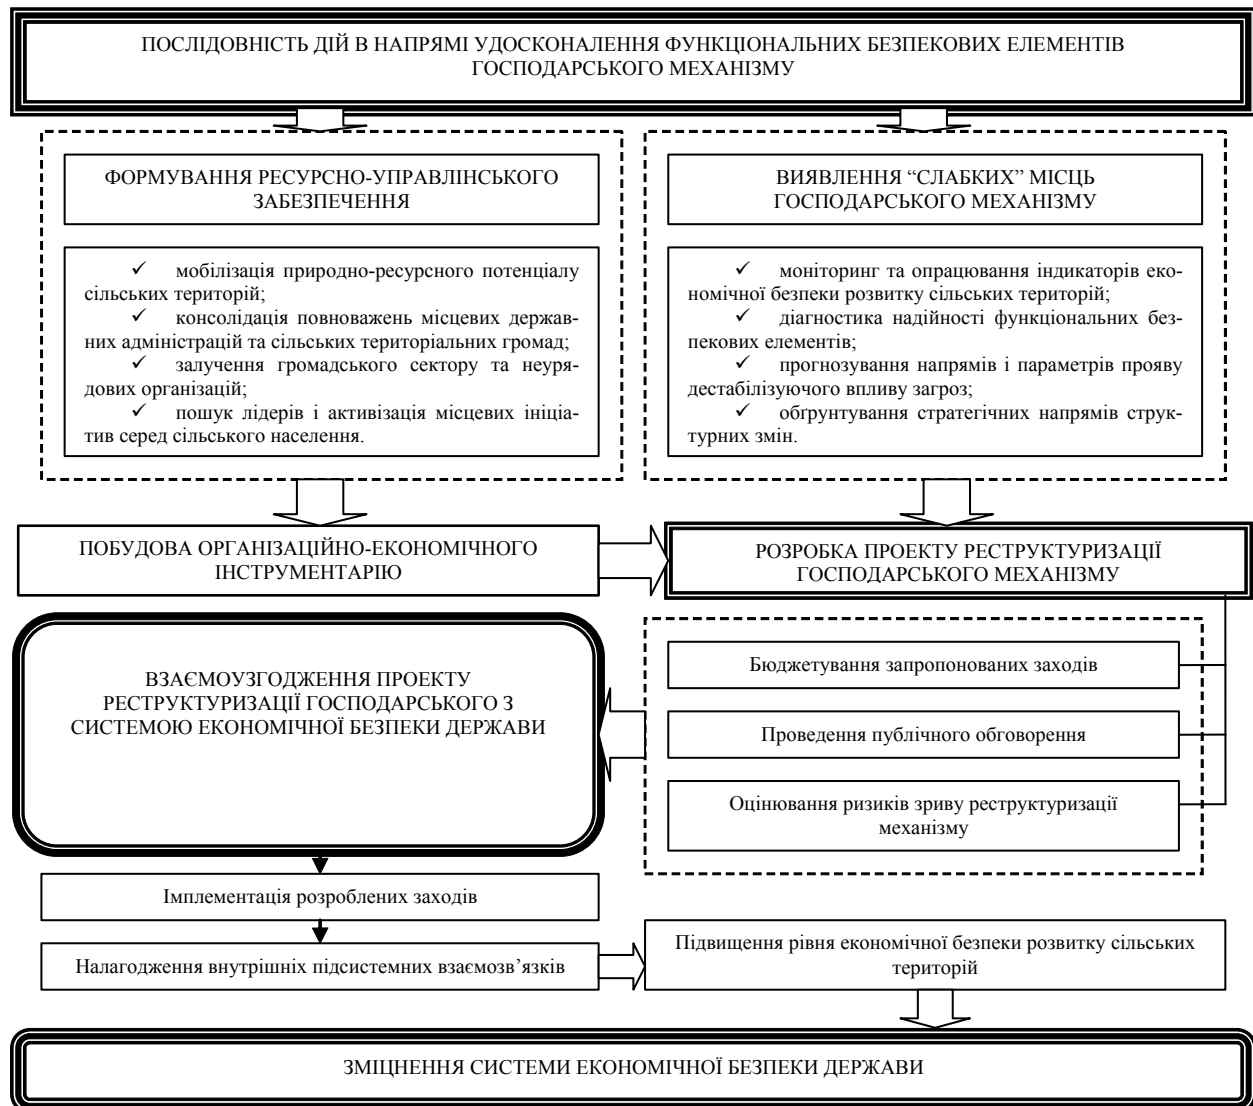 ПОСЛІДОВНІСТЬ ДІЙ В НАПРЯМІ УДОСКОНАЛЕННЯ ФУНКЦІОНАЛЬНИХ БЕЗПЕКОВИХ ЕЛЕМЕНТІВ
ГОСПОДАРСЬКОГО МЕХАНІЗМУ
ФОРМУВАННЯ РЕСУРСНО-УПРАВЛІНСЬКОГО
ЗАБЕЗПЕЧЕННЯ
✓ мобілізація природно-ресурсного потенціалу
сільських територій;
✓ консолідація повноважень місцевих держав-
них адміністрацій та сільських територіальних громад;
✓ залучення громадського сектору та неуря-
дових організацій;
✓ пошук лідерів і активізація місцевих ініціа-
тив серед сільського населення.
ВИЯВЛЕННЯ “СЛАБКИХ” МІСЦЬ
ГОСПОДАРСЬКОГО МЕХАНІЗМУ
✓ моніторинг та опрацювання індикаторів еко-
номічної безпеки розвитку сільських територій;
✓ діагностика надійності функціональних без-
пекових елементів;
✓ прогнозування напрямів і параметрів прояву
дестабілізуючого впливу загроз;
✓ обґрунтування стратегічних напрямів струк-
турних змін.
ПОБУДОВА ОРГАНІЗАЦІЙНО-ЕКОНОМІЧНОГО
ІНСТРУМЕНТАРІЮ
РОЗРОБКА ПРОЕКТУ РЕСТРУКТУРИЗАЦІЇ
ГОСПОДАРСЬКОГО МЕХАНІЗМУ
Бюджетування запропонованих заходів
Проведення публічного обговорення
Оцінювання ризиків зриву реструктуризації
механізму
ВЗАЄМОУЗГОДЖЕННЯ ПРОЕКТУ
РЕСТРУКТУРИЗАЦІЇ ГОСПОДАРСЬКОГО З
СИСТЕМОЮ ЕКОНОМІЧНОЇ БЕЗПЕКИ ДЕРЖАВИ
Імплементація розроблених заходів
Налагодження внутрішніх підсистемних взаємозв’язків
Підвищення рівня економічної безпеки розвитку сільських
територій
ЗМІЦНЕННЯ СИСТЕМИ ЕКОНОМІЧНОЇ БЕЗПЕКИ ДЕРЖАВИ